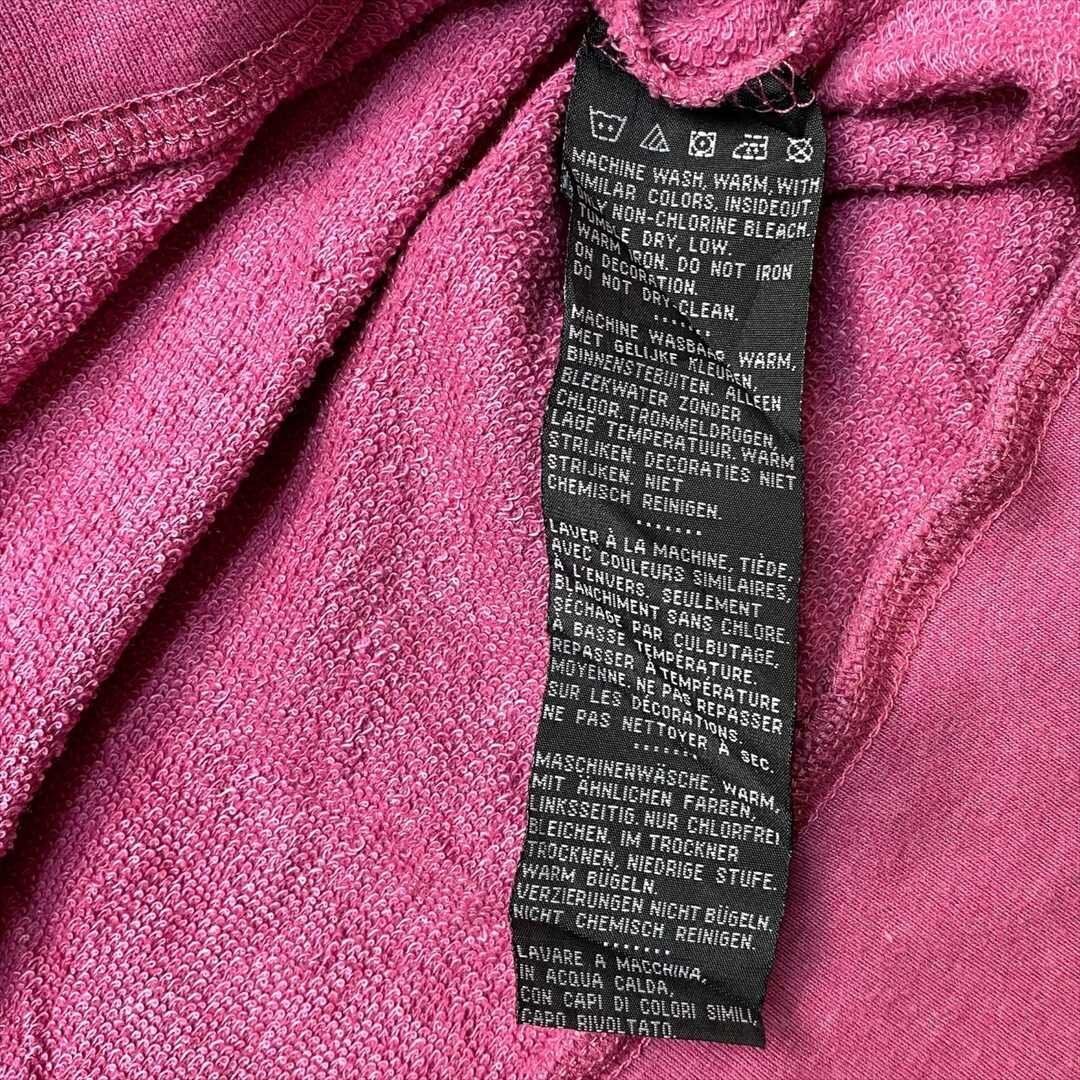 MACHINE WASH, WARM, WITH
SIMILAR COLORS, INSIDEOUT
ONLY NON-CHLORINE BLEACH.
TUMBLE DRY, LOW.
WARM IRON. DO NOT IRON
ON DECORATION.
DO NOT DRY-CLEAN.
.......
MACHINE WASBAAR, WARM,
MET GELIJKE KLEUREN,
BINNENSTEBUITEN. ALLEEN
BLEEKWATER ZONDER
CHLOOR. TROMMELDROGEN,
LAGE TEMPERATUUR. WARM
STRIJKEN. DECORATIES NIET
STRIJKEN. NIET
CHEMISCH REINIGEN.
.......
LAVER À LA MACHINE, TIÈDE,
AVEC COULEURS SIMILAIRES,
À L'ENVERS. SEULEMENT
BLANCHIMENT SANS CHLORE.
SÉCHAGE PAR CULBUTAGE,
À BASSE TEMPÉRATURE.
REPASSER À TEMPÉRATURE
MOYENNE. NE PAS REPASSER
SUR LES DÉCORATIONS.
NE PAS NETTOYER À SEC.
.......
MASCHINENWÄSCHE, WARM,
MIT ÄHNLICHEN FARBEN,
LINKSSEITIG. NUR CHLORFREI
BLEICHEN. IM TROCKNER
TROCKNEN, NIEDRIGE STUFE.
WARM BÜGELN.
VERZIERUNGEN NICHT BÜGELN.
NICHT CHEMISCH REINIGEN.
.......
LAVARE A MACCHINA,
IN ACQUA CALDA,
CON CAPI DI COLORI SIMILI,
CAPO RIVOLTATO.